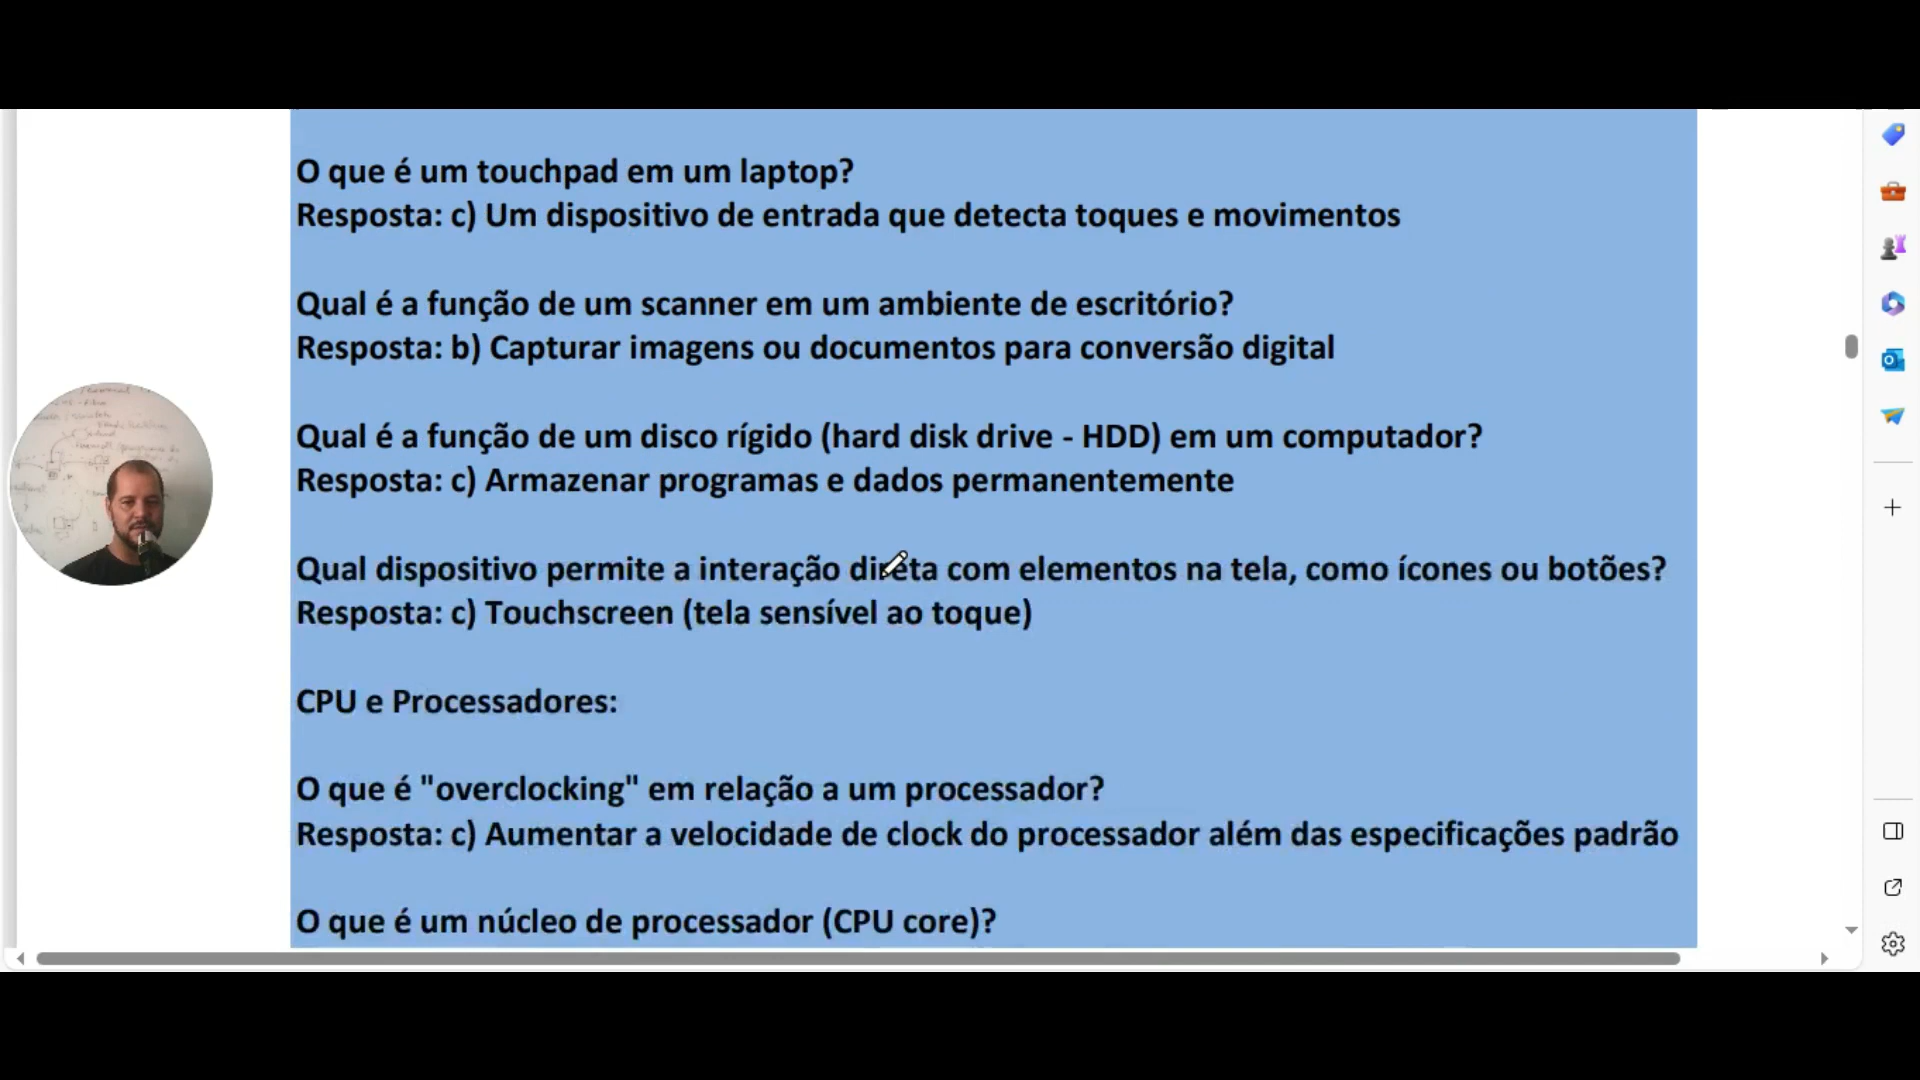 O que é um touchpad em um laptop?
Resposta: c) Um dispositivo de entrada que detecta toques e movimentos
Qual é a função de um scanner em um ambiente de escritório?
Resposta: b) Capturar imagens ou documentos para conversão digital
Qual é a função de um disco rígido (hard disk drive - HDD) em um computador?
Resposta: c) Armazenar programas e dados permanentemente
Qual dispositivo permite a interação direta com elementos na tela, como ícones ou botões?
Resposta: c) Touchscreen (tela sensível ao toque)
CPU e Processadores:
O que é "overclocking" em relação a um processador?
Resposta: c) Aumentar a velocidade de clock do processador além das especificações padrão
O que é um núcleo de processador (CPU core)?